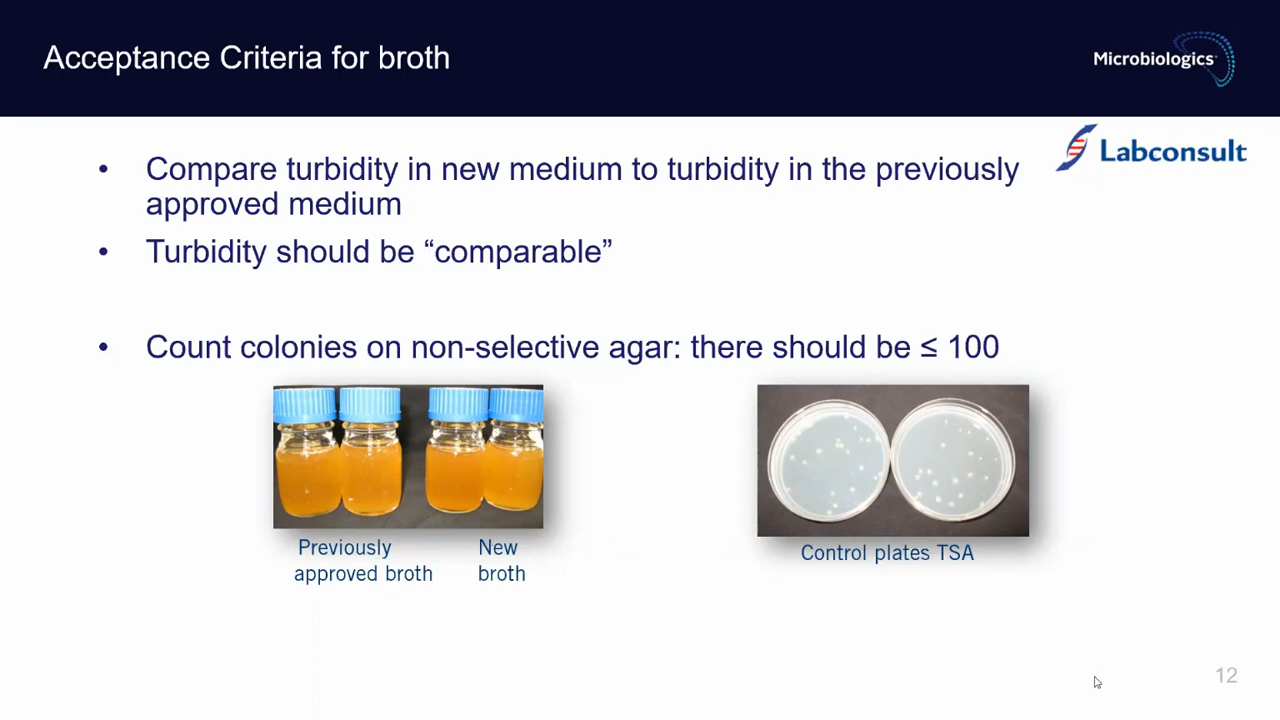 Acceptance Criteria for broth
Microbiologics
Labconsult
• Compare turbidity in new medium to turbidity in the previously
approved medium
• Turbidity should be “comparable”
• Count colonies on non-selective agar: there should be ≤ 100
Previously
approved broth
New
broth
Control plates TSA
12